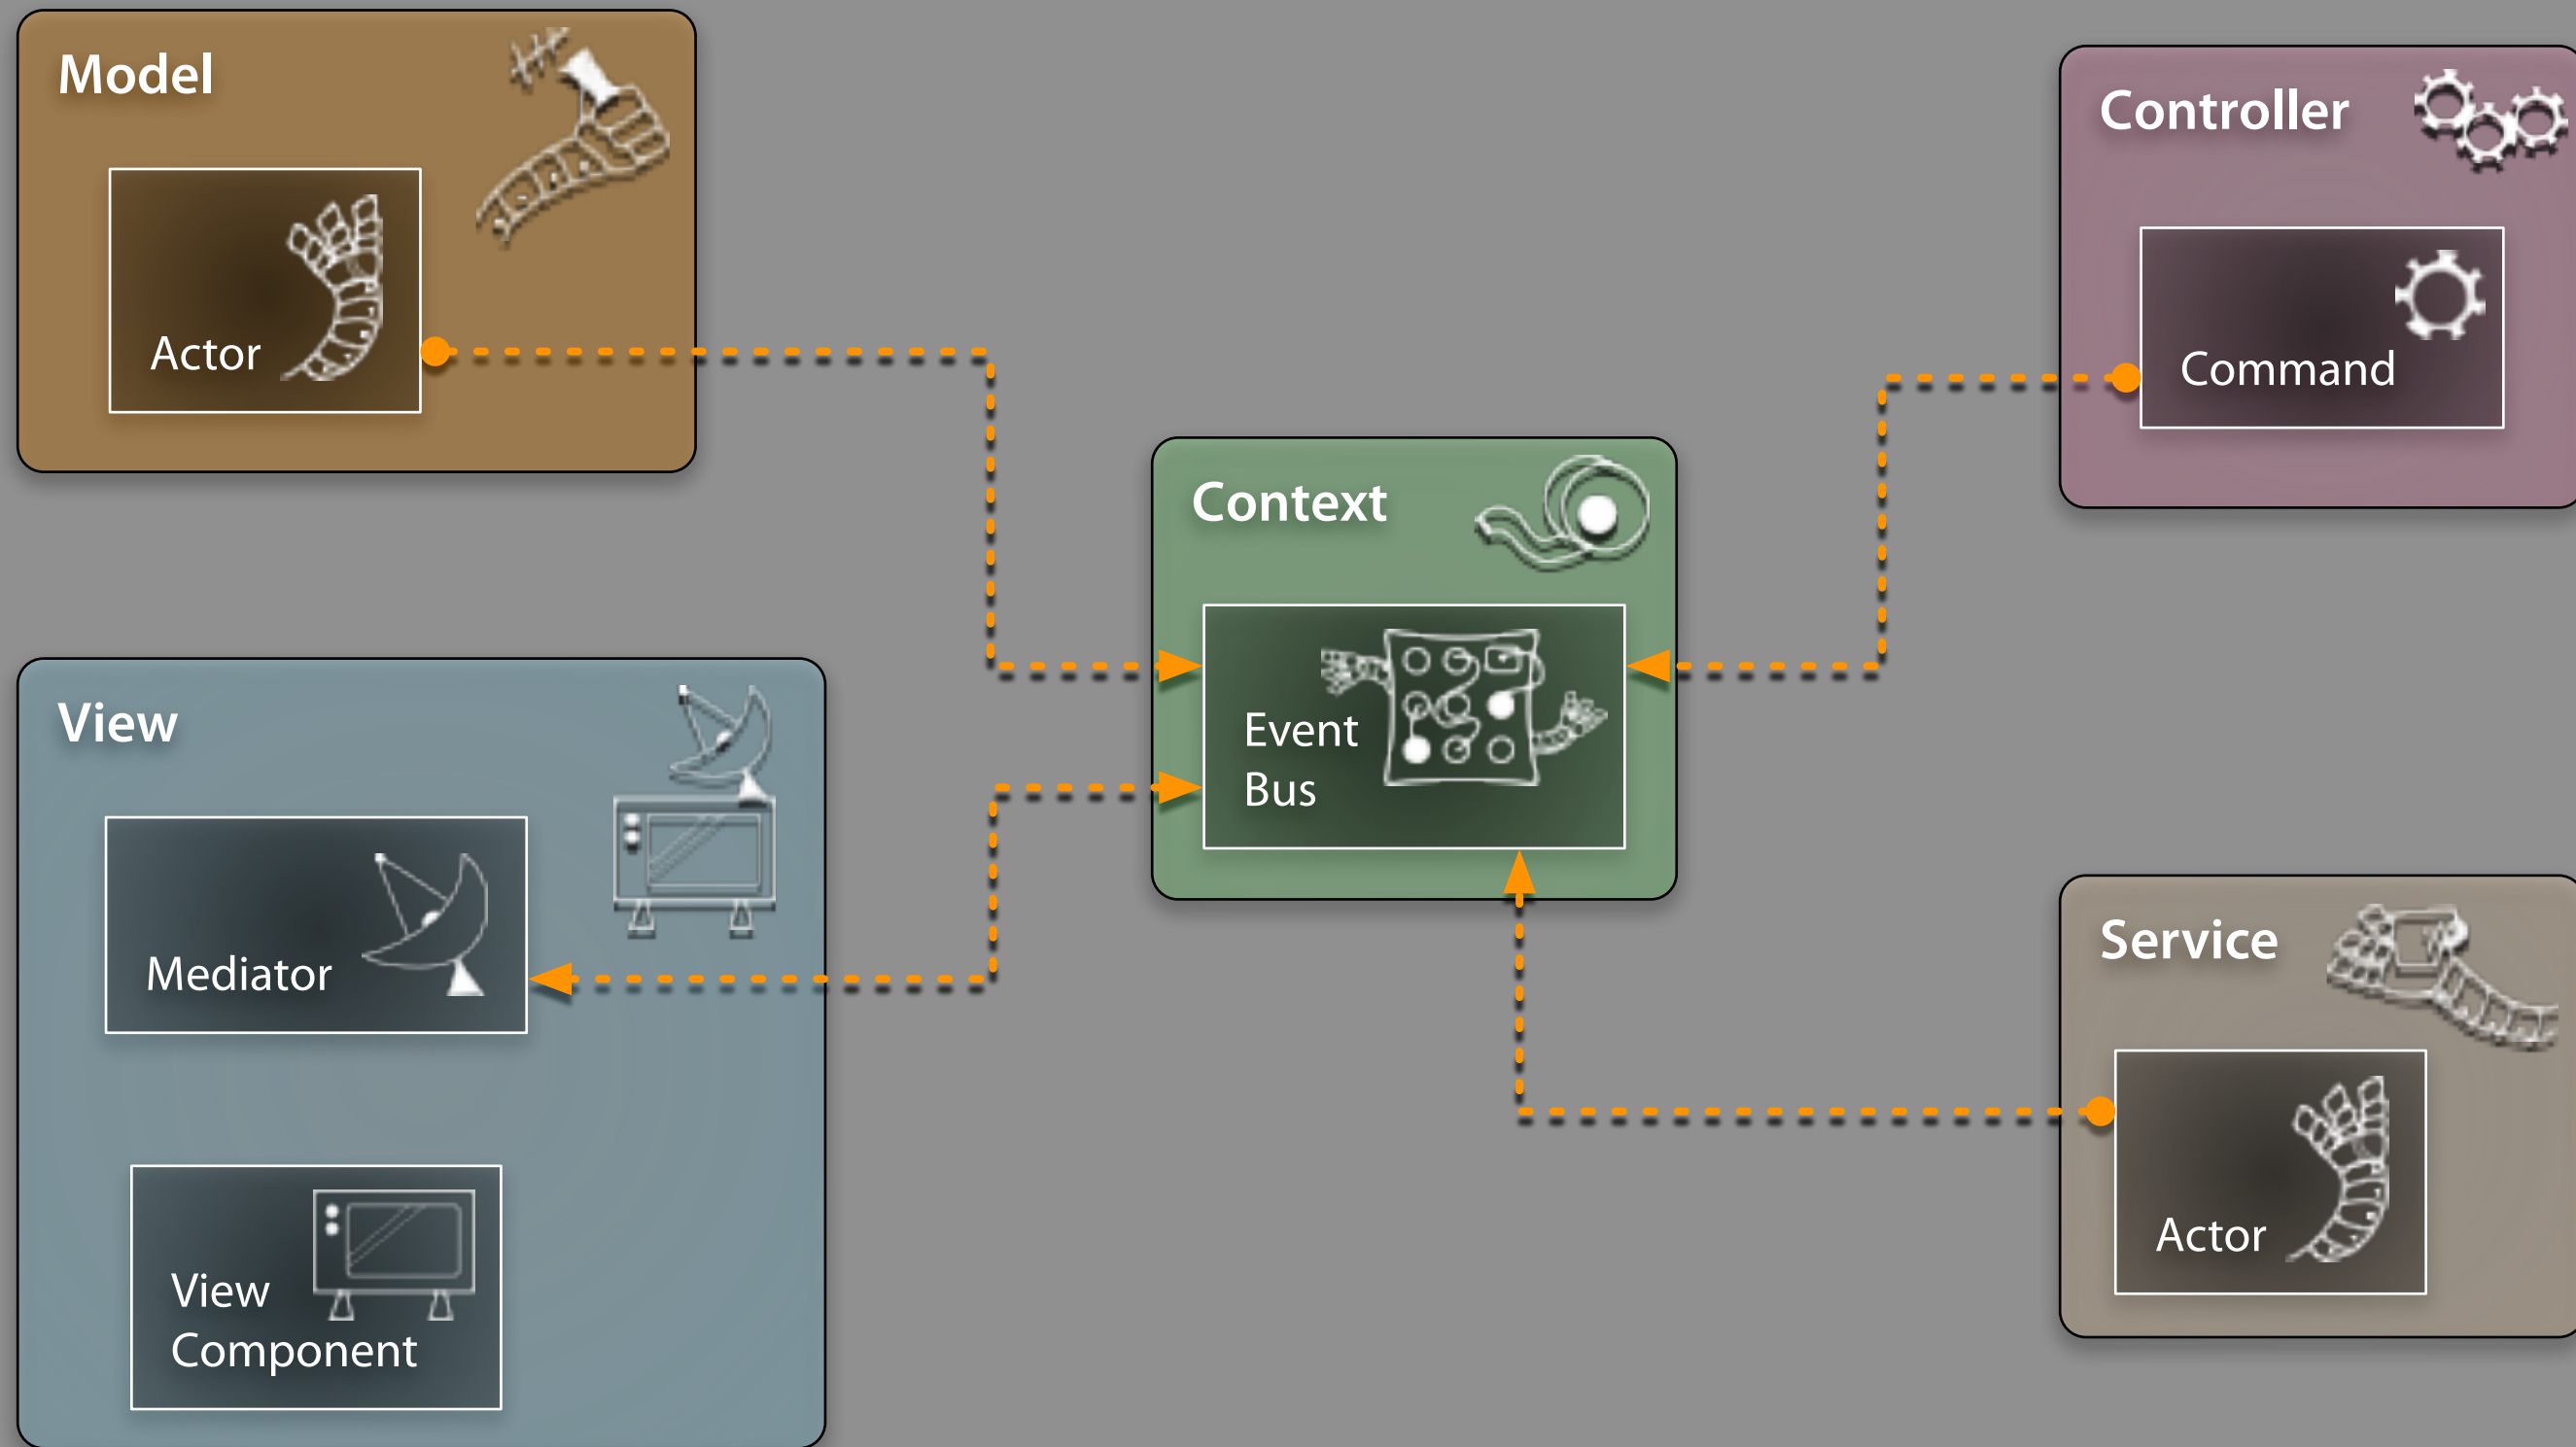 Model
Actor
Controller
Command
Context
Event
Bus
View
Mediator
View
Component
Service
Actor